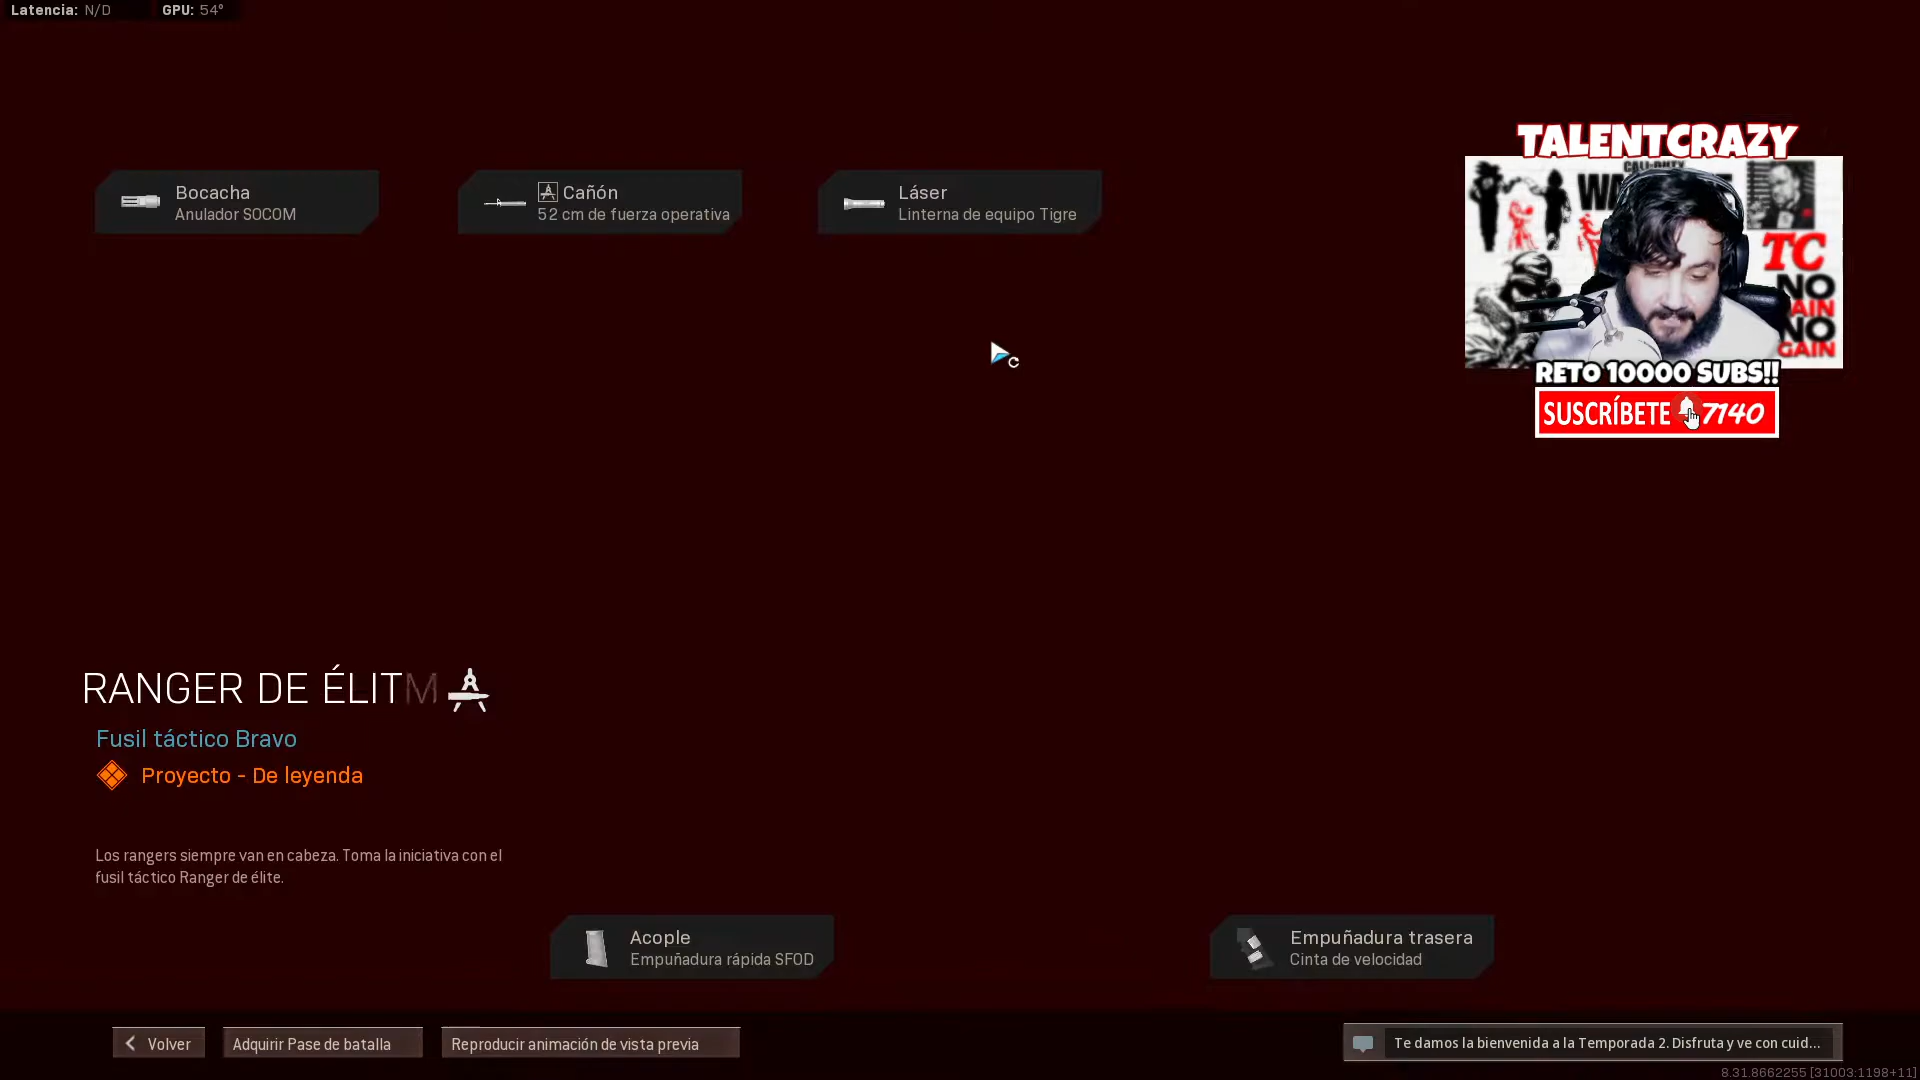 Latencia: N/D GPU: 54°
TALENTCRAZY
Bocacha
Anulador SOCOM
Cañón
52 cm de fuerza operativa
Láser
Linterna de equipo Tigre
CALL DUTY
TC
NO
GAIN
NO
GAIN
RETO 10000 SUBS!!
SUSCRÍBETE 7140
RANGER DE ÉLITM
Fusil táctico Bravo
Proyecto - De leyenda
Los rangers siempre van en cabeza. Toma la iniciativa con el
fusil táctico Ranger de élite.
Acople
Empuñadura rápida SFOD
Empuñadura trasera
Cinta de velocidad
Volver
Adquirir Pase de batalla
Reproducir animación de vista previa
Te damos la bienvenida a la Temporada 2. Disfruta y ve con cuid...
8.31.8662255 [31003:1198+11]